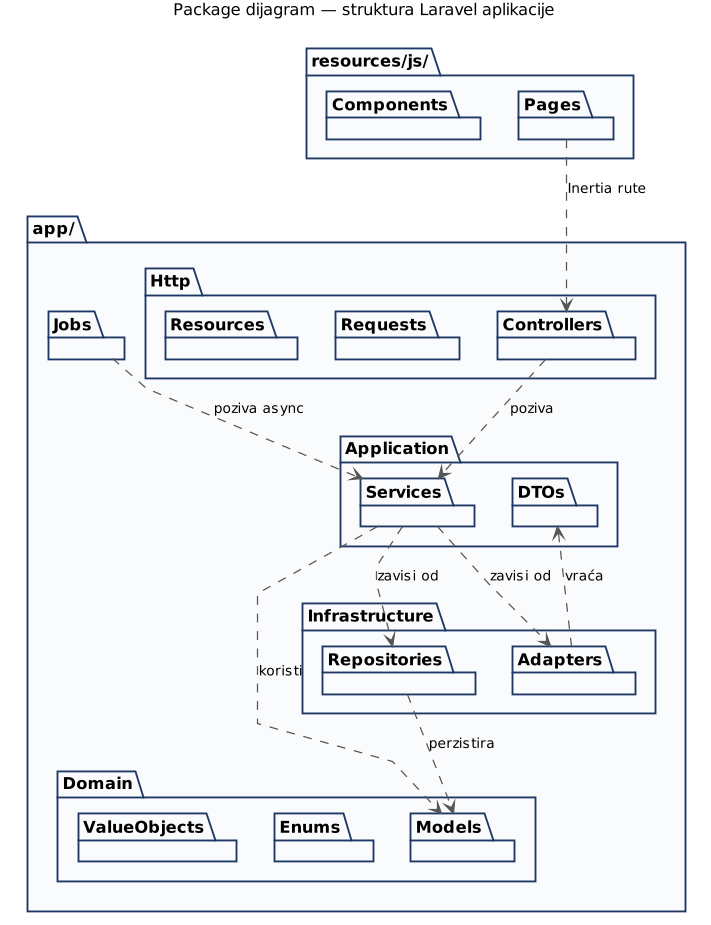 Package dijagram — struktura Laravel aplikacije
resources/js/
Components
Pages
Inertia rute
app/
Http
Jobs
Resources
Requests
Controllers
poziva async
poziva
Application
Services
DTOs
zavisi od
zavisi od
vraća
Infrastructure
koristi
Repositories
Adapters
perzistira
Domain
ValueObjects
Enums
Models